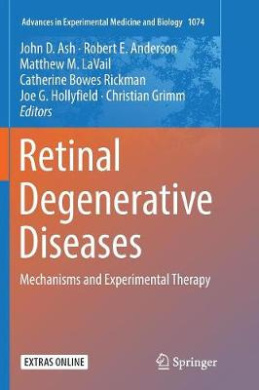 Advances in Experimental Medicine and Biology 1074
John D. Ash · Robert E. Anderson
Matthew M. LaVail
Catherine Bowes Rickman
Joe G. Hollyfield · Christian Grimm
Editors
Retinal
Degenerative
Diseases
Mechanisms and Experimental Therapy
EXTRAS ONLINE
Springer